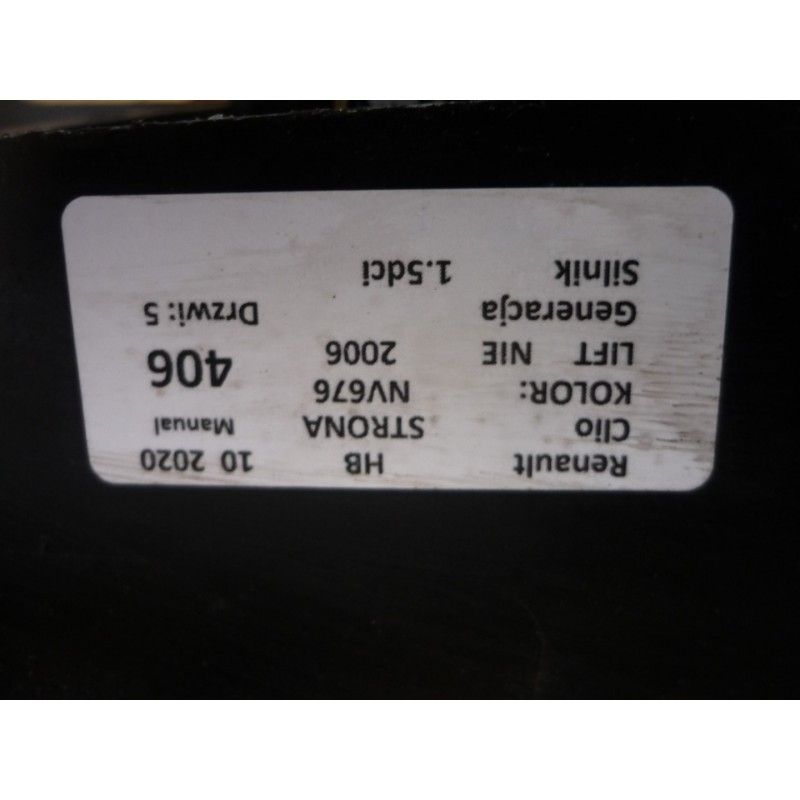 Renault HB 10 2020
Clio STRONA Manual
KOLOR: NV676 406
LIFT NIE 2006
Generacja Drzwi: 5
Silnik 1.5dci